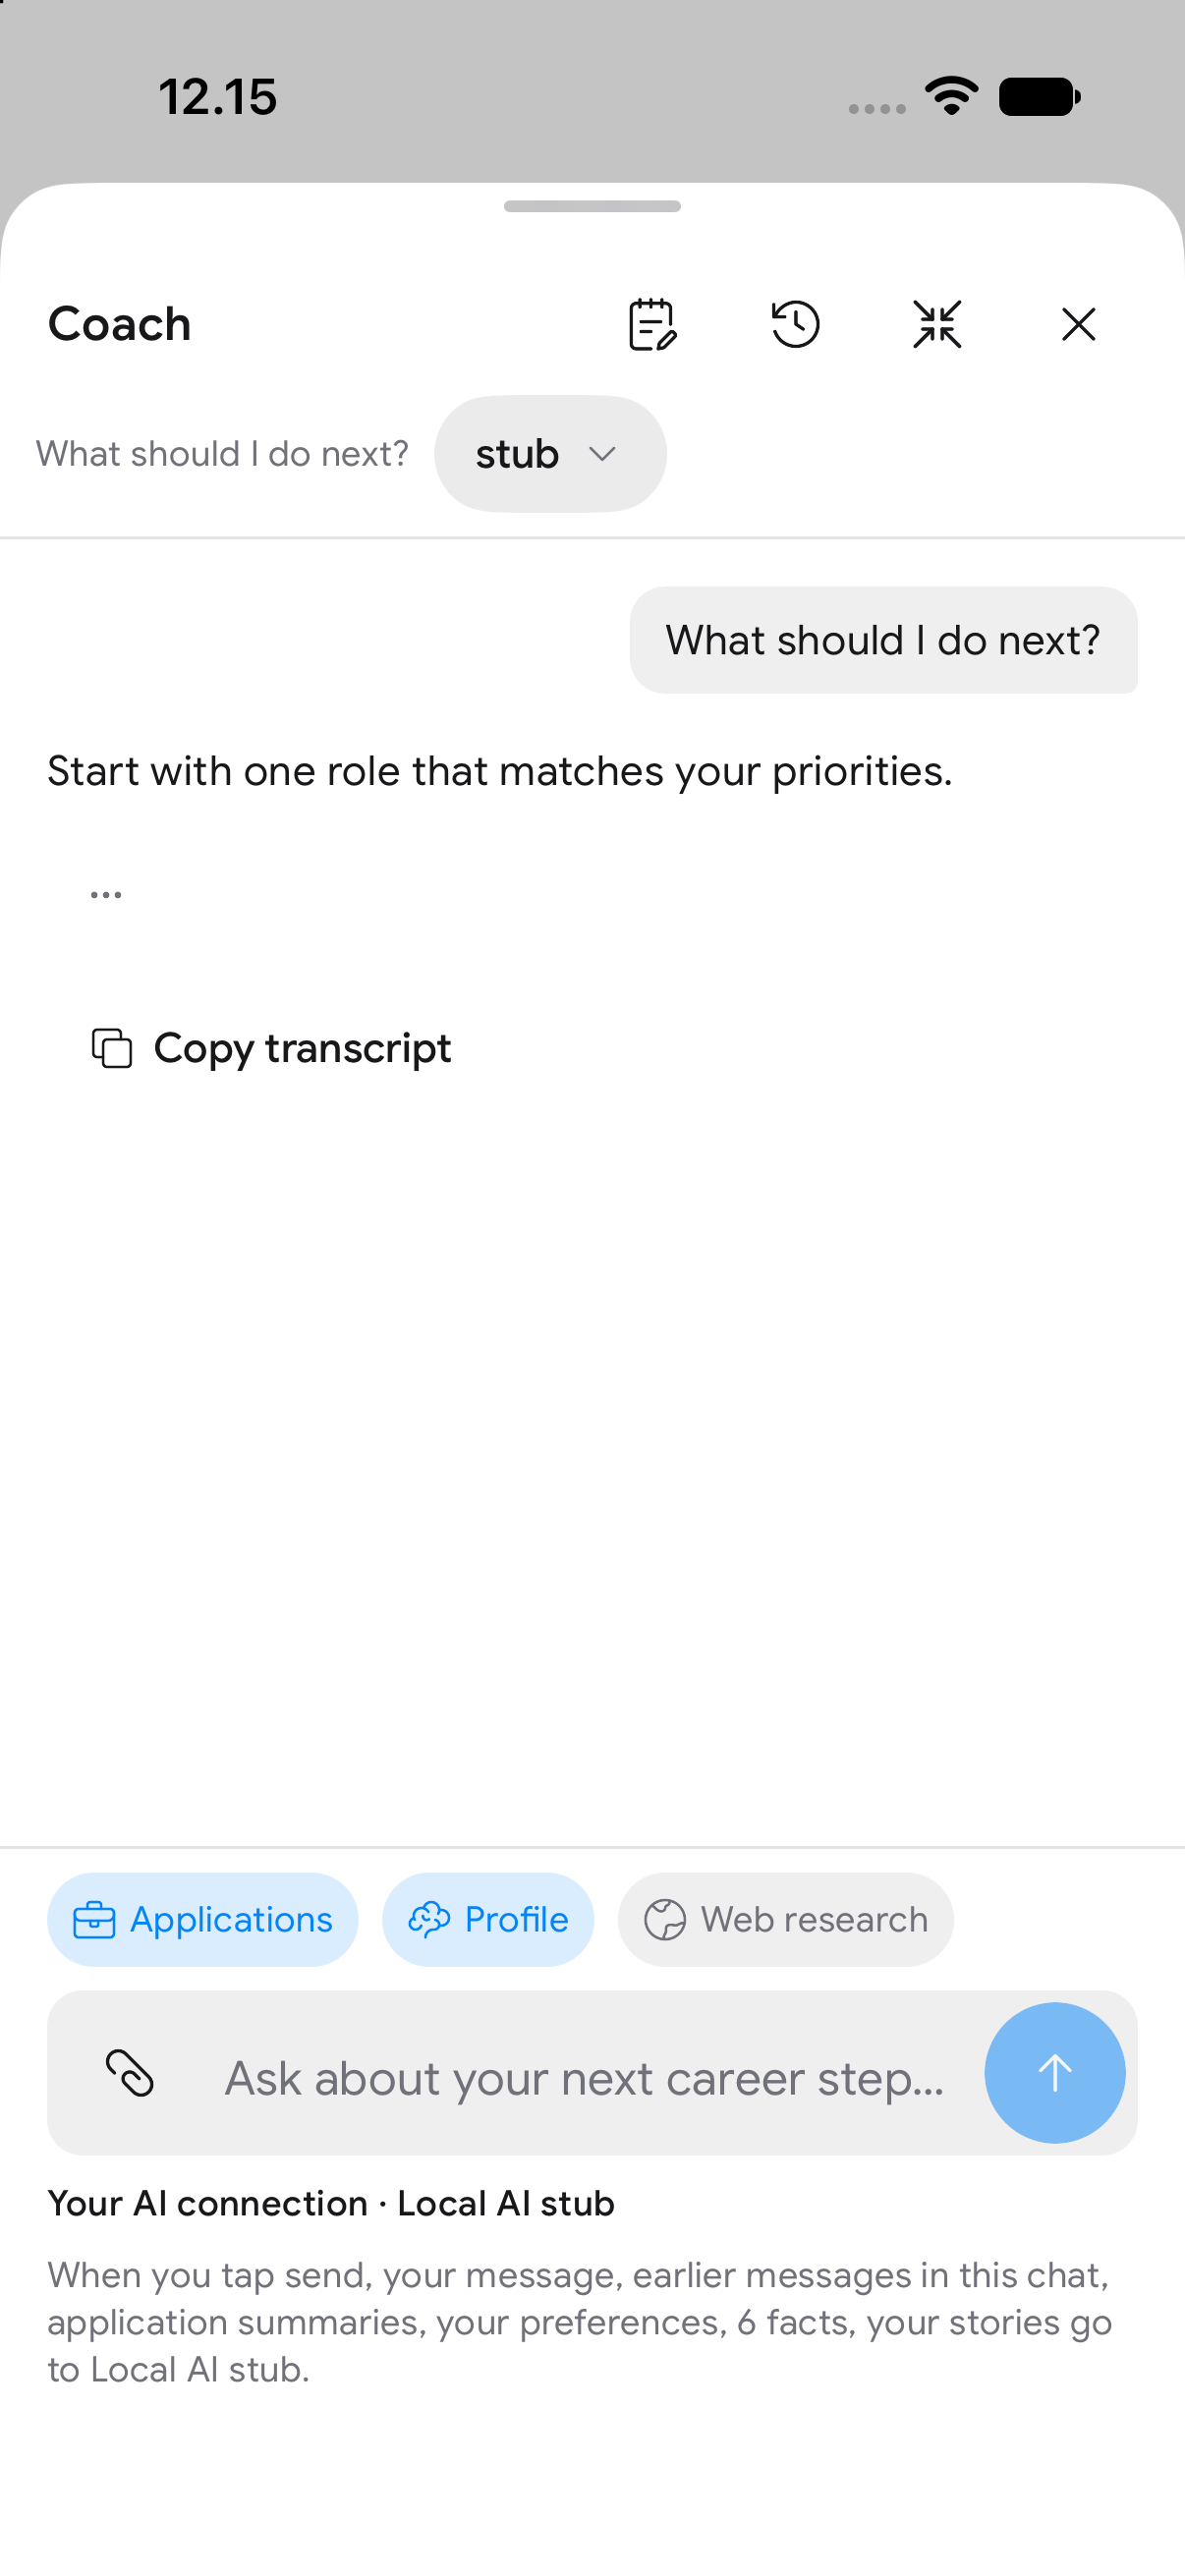 12.15
Coach
What should I do next? stub
What should I do next?
Start with one role that matches your priorities.
...
Copy transcript
Applications Profile Web research
Ask about your next career step...
Your AI connection · Local AI stub
When you tap send, your message, earlier messages in this chat,
application summaries, your preferences, 6 facts, your stories go
to Local AI stub.